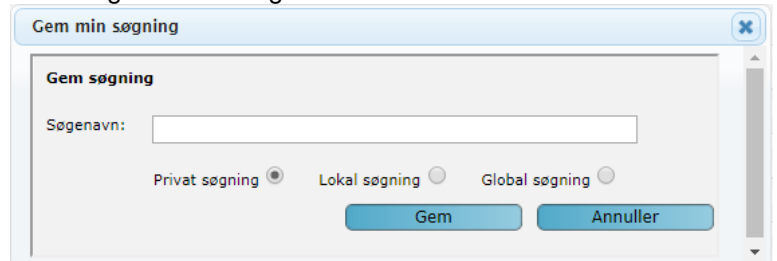 Gem min søgning
Gem søgning
Søgenavn:
Privat søgning Lokal søgning Global søgning
Gem Annuller